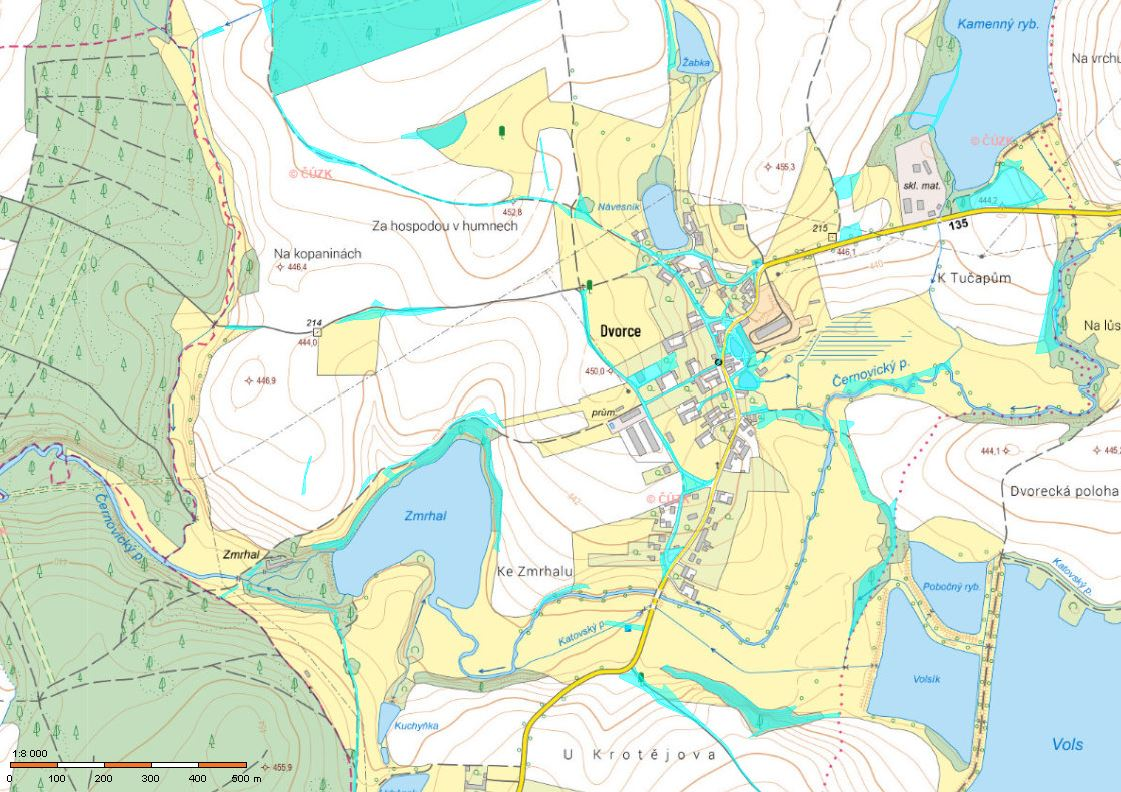 Kamenný ryb.
Na vrchu
Žabka
© ČÚZK
© ČÚZK
455,3
skl. mat.
444,2
452,8
Návesník
Za hospodou v humnech
215
135
446,1
440
Na kopaninách
446,4
K Tučapům
214
444,0
Dvorce
Na lůs
450,0
Černovický p.
446,9
prům.
444,1
445,
Dvorecká poloha
© ČÚZK
442
Černovický p.
Zmrhal
Zmrhal
Ke Zmrhalu
Katovský p.
Pobočný ryb.
440
Katovský p.
Volsík
Kuchyňka
U Krotějova
Vols
1:8 000
0 100 200 300 400 500 m
455,9